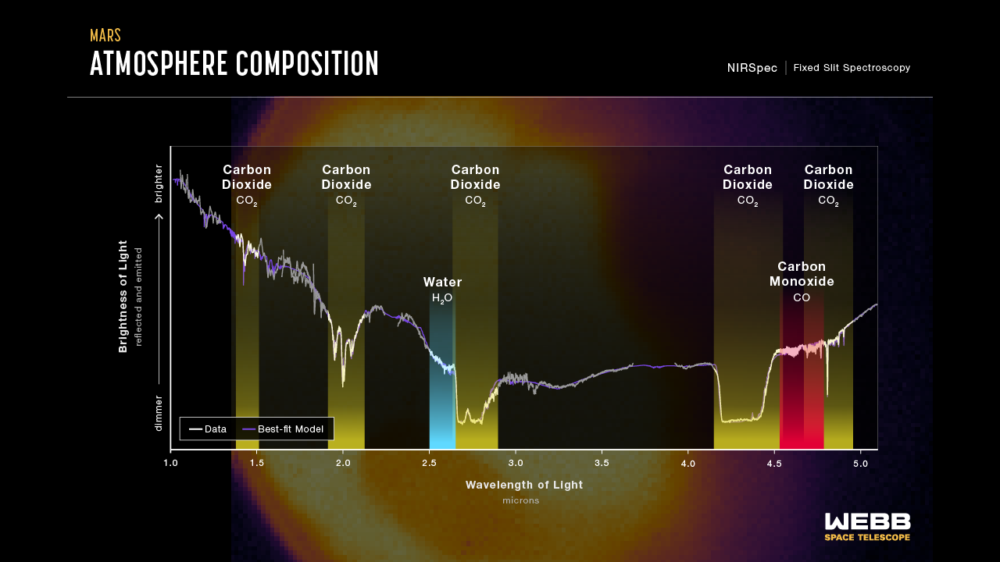 MARS
ATMOSPHERE COMPOSITION
NIRSpec | Fixed Slit Spectroscopy
Carbon
Dioxide
CO₂
Carbon
Dioxide
CO₂
Carbon
Dioxide
CO₂
Carbon
Dioxide
CO₂
Carbon
Dioxide
CO₂
Water
H₂O
Carbon
Monoxide
CO
brighter
dimmer
Brightness of Light
reflected and emitted
Data
Best-fit Model
1.0 1.5 2.0 2.5 3.0 3.5 4.0 4.5 5.0
Wavelength of Light
microns
WEBB
SPACE TELESCOPE